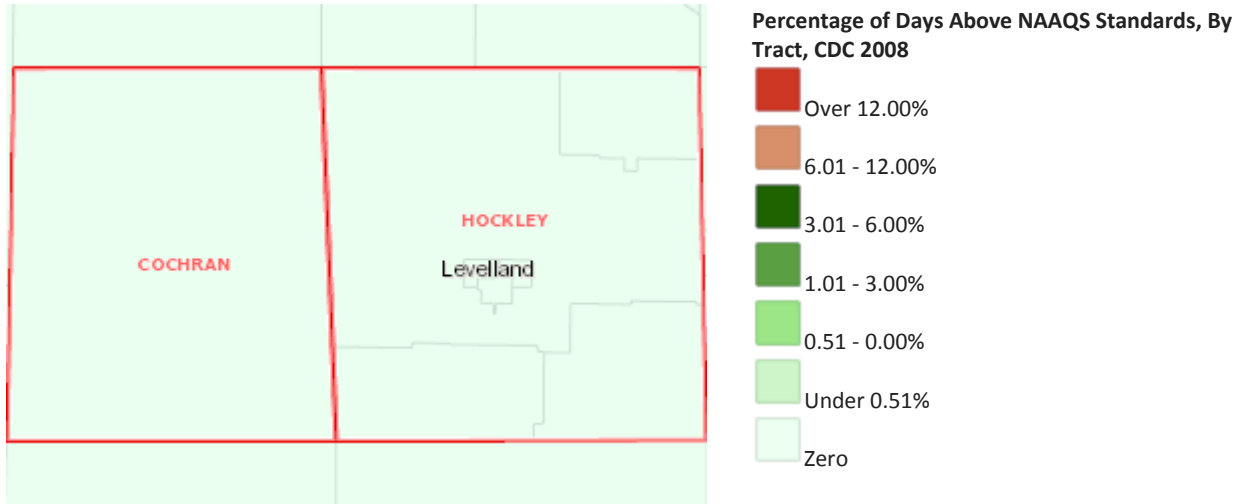 Percentage of Days Above NAAQS Standards, By
Tract, CDC 2008
Over 12.00%
6.01 - 12.00%
3.01 - 6.00%
1.01 - 3.00%
0.51 - 0.00%
Under 0.51%
Zero
HOCKLEY
COCHRAN
Levelland